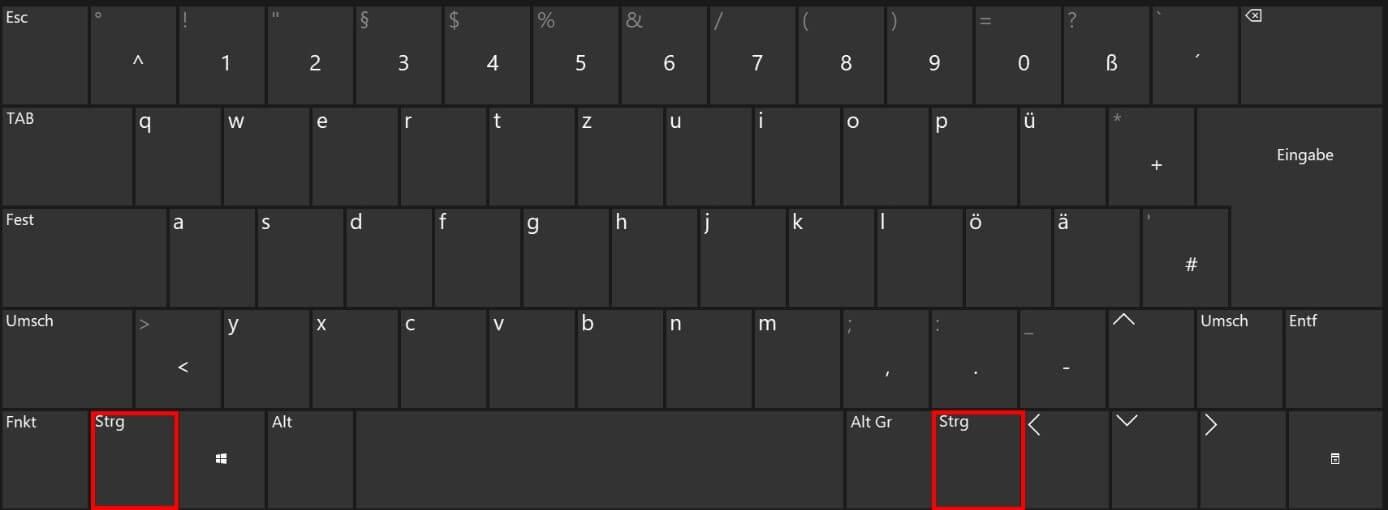 Esc ° ^ ! 1 " 2 § 3 $ 4 % 5 & 6 / 7 ( 8 ) 9 = 0 ? ß ` ´
TAB q w e r t z u i o p ü * + Eingabe
Fest a s d f g h j k l ö ä ' #
Umsch > < y x c v b n m ; , : . _ - Umsch Entf
Fnkt Strg Alt Alt Gr Strg